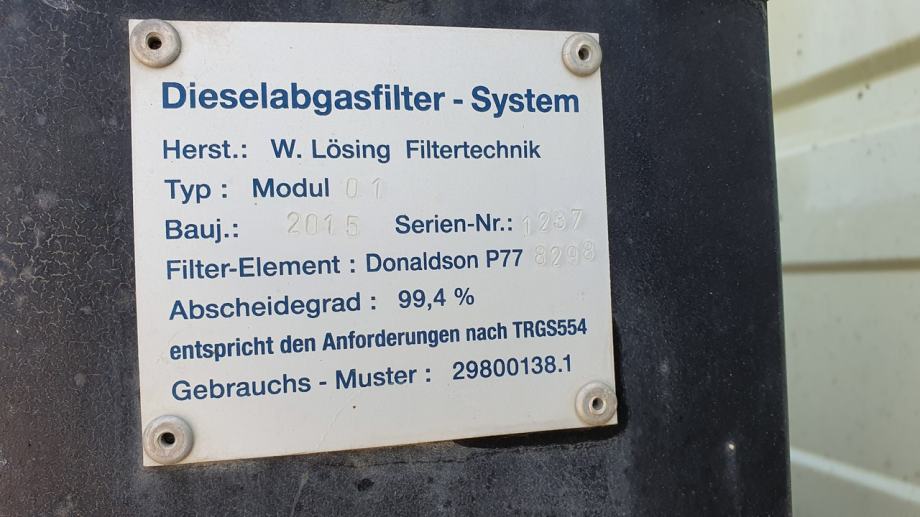 Dieselabgasfilter - System
Herst.: W. Lösing Filtertechnik
Typ : Modul 01
Bauj.: 2015 Serien-Nr.: 1237
Filter-Element : Donaldson P77 8298
Abscheidegrad : 99,4 %
entspricht den Anforderungen nach TRGS554
Gebrauchs - Muster : 29800138.1